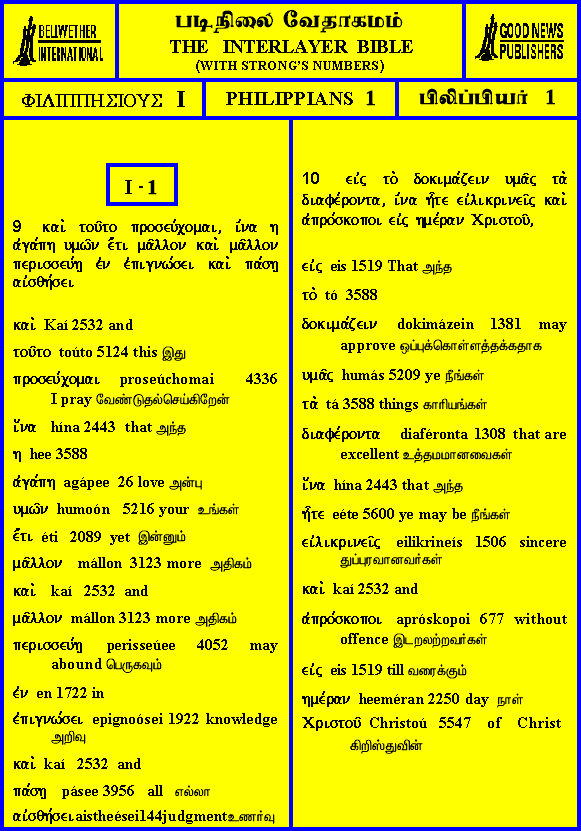 BELLWETHER
INTERNATIONAL
படிநிலை வேதாகமம்
THE INTERLAYER BIBLE
(WITH STRONG'S NUMBERS)
GOOD NEWS
PUBLISHERS
ΦΙΛΙΠΠΗΣΙΟΥΣ I
PHILIPPIANS 1
பிலிப்பியர் 1
I - 1
9 καὶ τοῦτο προσεύχομαι, ἵνα η
ἀγάπη υμῶν ἔτι μᾶλλον καὶ μᾶλλον
περισσεύῃ ἐν ἐπιγνώσει καὶ πάσῃ
αἰσθήσει
καὶ Kaí 2532 and
τοῦτο toúto 5124 this இது
προσεύχομαι proseúchomai 4336
I pray வேண்டுதல்செய்கிறேன்
ἵνα hína 2443 that அந்த
η hee 3588
ἀγάπη agápee 26 love அன்பு
υμῶν humoón 5216 your உங்கள்
ἔτι éti 2089 yet இன்னும்
μᾶλλον mállon 3123 more அதிகம்
καὶ kaí 2532 and
μᾶλλον mállon 3123 more அதிகம்
περισσεύῃ perisseúee 4052 may
abound பெருகவும்
ἐν en 1722 in
ἐπιγνώσει epignoósei 1922 knowledge
அறிவு
καὶ kaí 2532 and
πάσῃ pásee 3956 all எல்லா
αἰσθήσει aistheései144judgmentஉணர்வு
10 εἰς τὸ δοκιμάζειν υμᾶς τὰ
διαφέροντα, ἵνα ἦτε εἰλικρινεῖς καὶ
ἀπρόσκοποι εἰς ημέραν Χριστοῦ,
εἰς eis 1519 That அந்த
τὸ tó 3588
δοκιμάζειν dokimázein 1381 may
approve ஒப்புக்கொள்ளத்தக்கதாக
υμᾶς humás 5209 ye நீங்கள்
τὰ tá 3588 things காரியங்கள்
διαφέροντα diaféronta 1308 that are
excellent உத்தமமானவைகள்
ἵνα hína 2443 that அந்த
ἦτε eéte 5600 ye may be நீங்கள்
εἰλικρινεῖς eilikrineís 1506 sincere
துப்புரவானவர்கள்
καὶ kaí 2532 and
ἀπρόσκοποι apróskopoi 677 without
offence இடறலற்றவர்கள்
εἰς eis 1519 till வரைக்கும்
ημέραν heeméran 2250 day நாள்
Χριστοῦ Christoú 5547 of Christ
கிறிஸ்துவின்